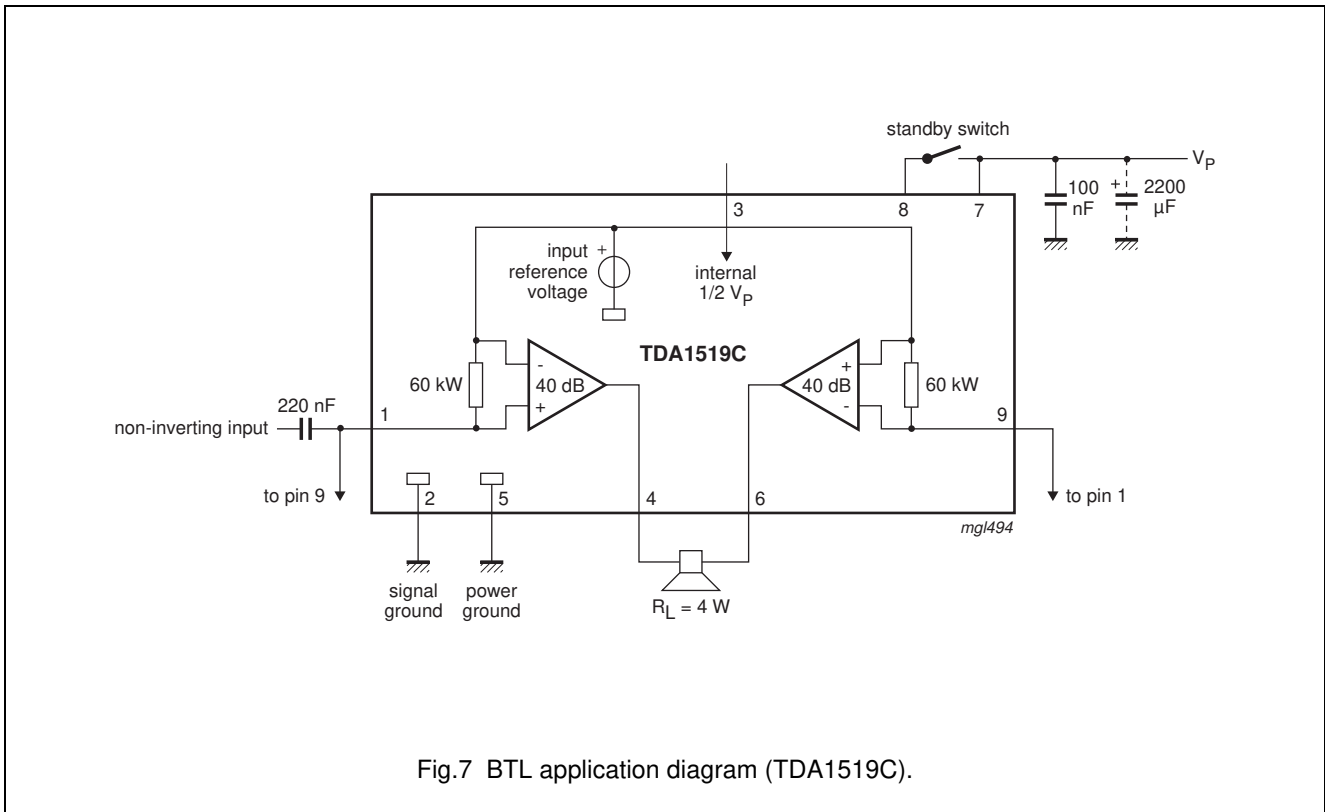 standby switch
V_P
100
nF
+
2200
µF
3
8
7
input
reference
voltage
+
internal
1/2 V_P
TDA1519C
60 kW
-
+
40 dB
+
-
40 dB
60 kW
220 nF
1
9
non-inverting input
to pin 9
to pin 1
2
5
4
6
mgl494
signal
ground
power
ground
R_L = 4 W
Fig.7 BTL application diagram (TDA1519C).